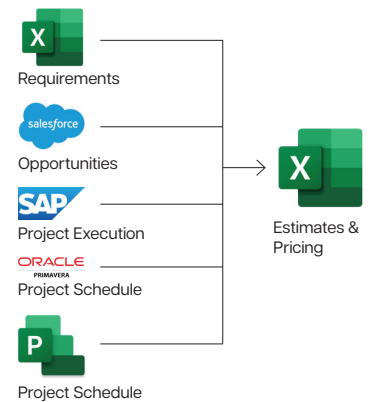 X
Requirements
salesforce
Opportunities
SAP
Project Execution
ORACLE
PRIMAVERA
Project Schedule
P
Project Schedule
X
Estimates &
Pricing